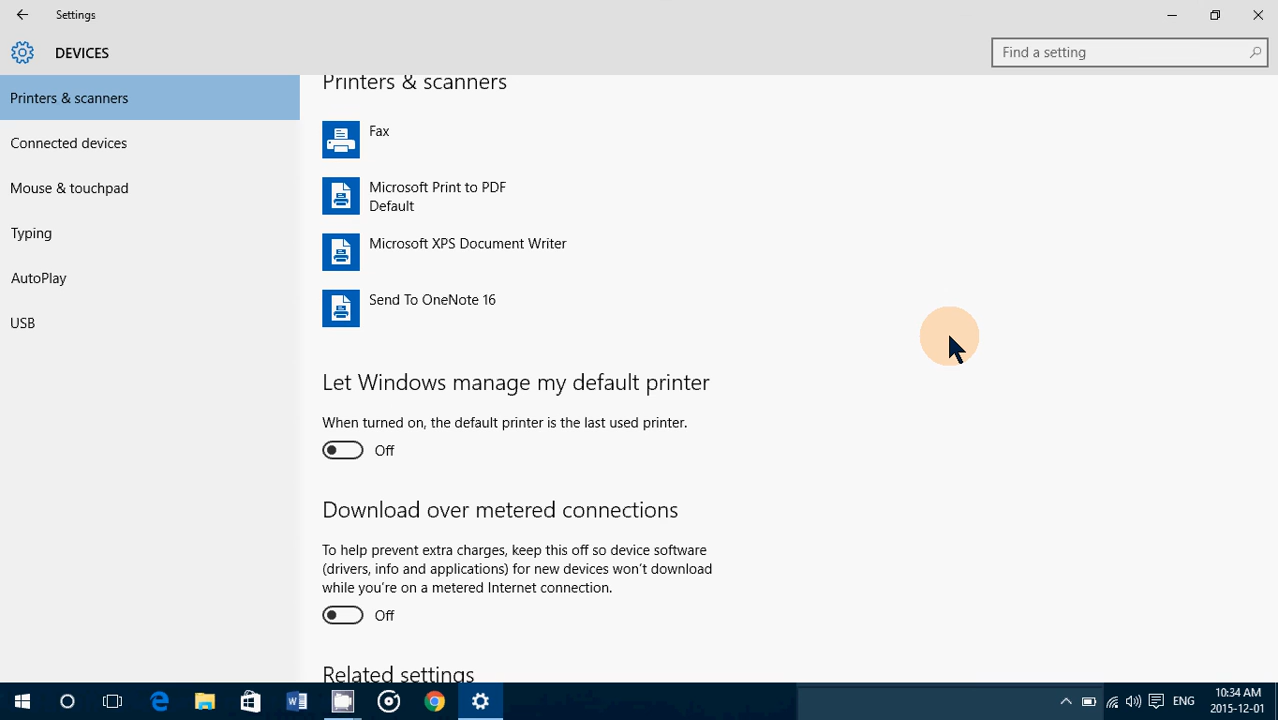 Settings
DEVICES
Find a setting
Printers & scanners
Connected devices
Mouse & touchpad
Typing
AutoPlay
USB
Printers & scanners
Fax
Microsoft Print to PDF
Default
Microsoft XPS Document Writer
Send To OneNote 16
Let Windows manage my default printer
When turned on, the default printer is the last used printer.
Off
Download over metered connections
To help prevent extra charges, keep this off so device software
(drivers, info and applications) for new devices won't download
while you're on a metered Internet connection.
Off
Related settings
ENG
10:34 AM
2015-12-01